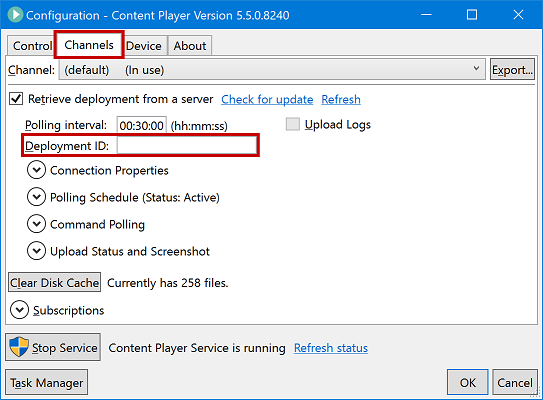 Configuration - Content Player Version 5.5.0.8240
Control Channels Device About
Channel: (default) (In use) Export...
Retrieve deployment from a server Check for update Refresh
Polling interval: 00:30:00 (hh:mm:ss) Upload Logs
Deployment ID:
Connection Properties
Polling Schedule (Status: Active)
Command Polling
Upload Status and Screenshot
Clear Disk Cache Currently has 258 files.
Subscriptions
Stop Service Content Player Service is running Refresh status
Task Manager OK Cancel